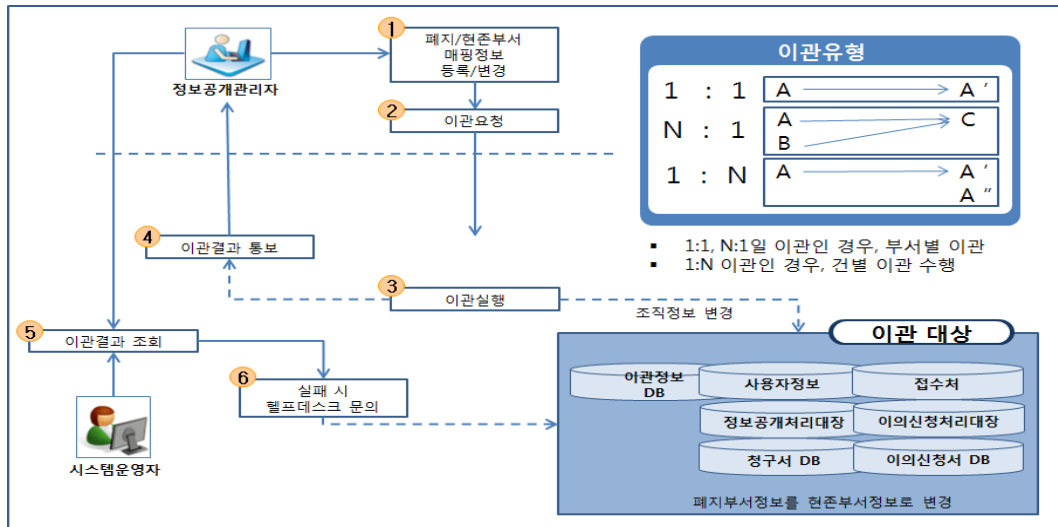 정보공개관리자
1
폐지/현존부서
매핑정보
등록/변경
2
이관요청
이관유형
1 : 1
A
A ′
N : 1
A
C
B
1 : N
A
A ′
A ″
▪ 1:1, N:1일 이관인 경우, 부서별 이관
▪ 1:N 이관인 경우, 건별 이관 수행
4
이관결과 통보
3
이관실행
조직정보 변경
5
이관결과 조회
6
실패 시
헬프데스크 문의
시스템운영자
이관 대상
이관정보
DB
사용자정보
접수처
정보공개처리대장
이의신청처리대장
청구서 DB
이의신청서 DB
폐지부서정보를 현존부서정보로 변경